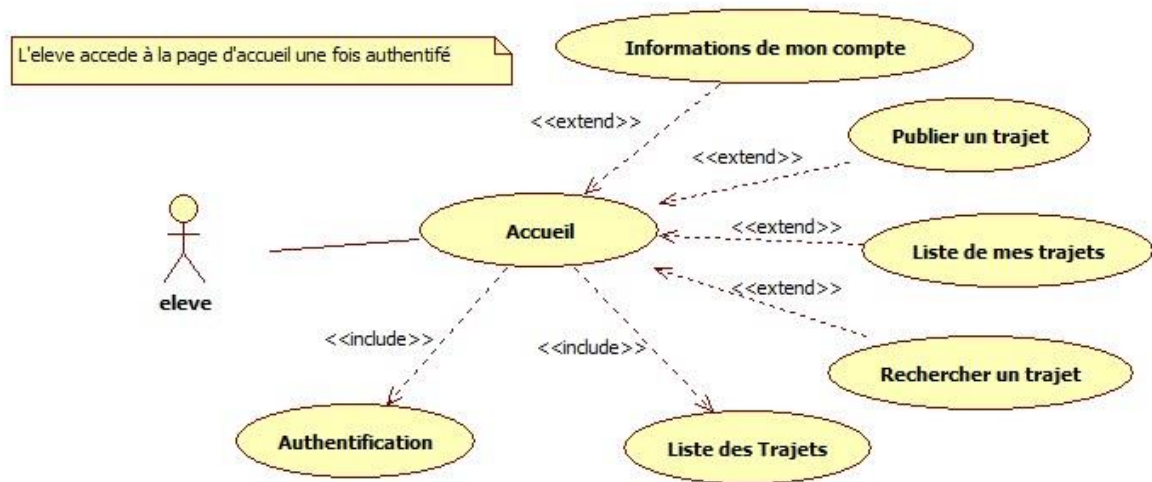 L'eleve accede à la page d'accueil une fois authentifé
Informations de mon compte
<<extend>>
Publier un trajet
<<extend>>
Accueil
<<extend>>
Liste de mes trajets
<<extend>>
eleve
<<include>>
<<include>>
Rechercher un trajet
Authentification
Liste des Trajets